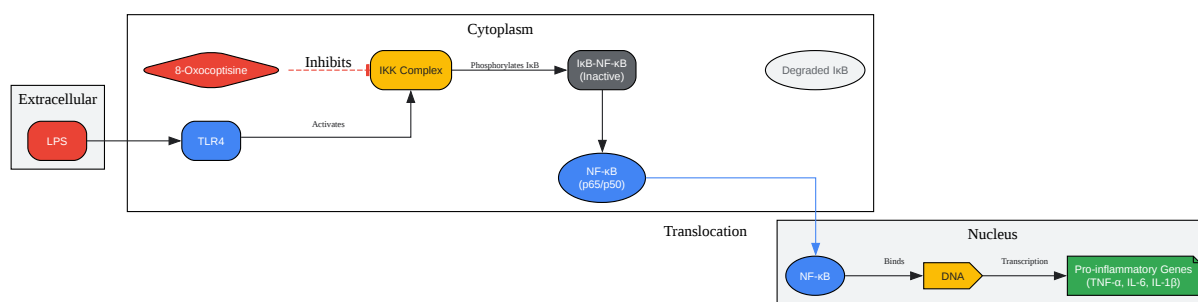 Cytoplasm
8-Oxocoptisine
Inhibits
IKK Complex
Phosphorylates IκB
IκB-NF-κB
(Inactive)
Degraded IκB
Extracellular
LPS
TLR4
Activates
NF-κB
(p65/p50)
Translocation
Nucleus
NF-κB
Binds
DNA
Transcription
Pro-inflammatory Genes
(TNF-α, IL-6, IL-1β)